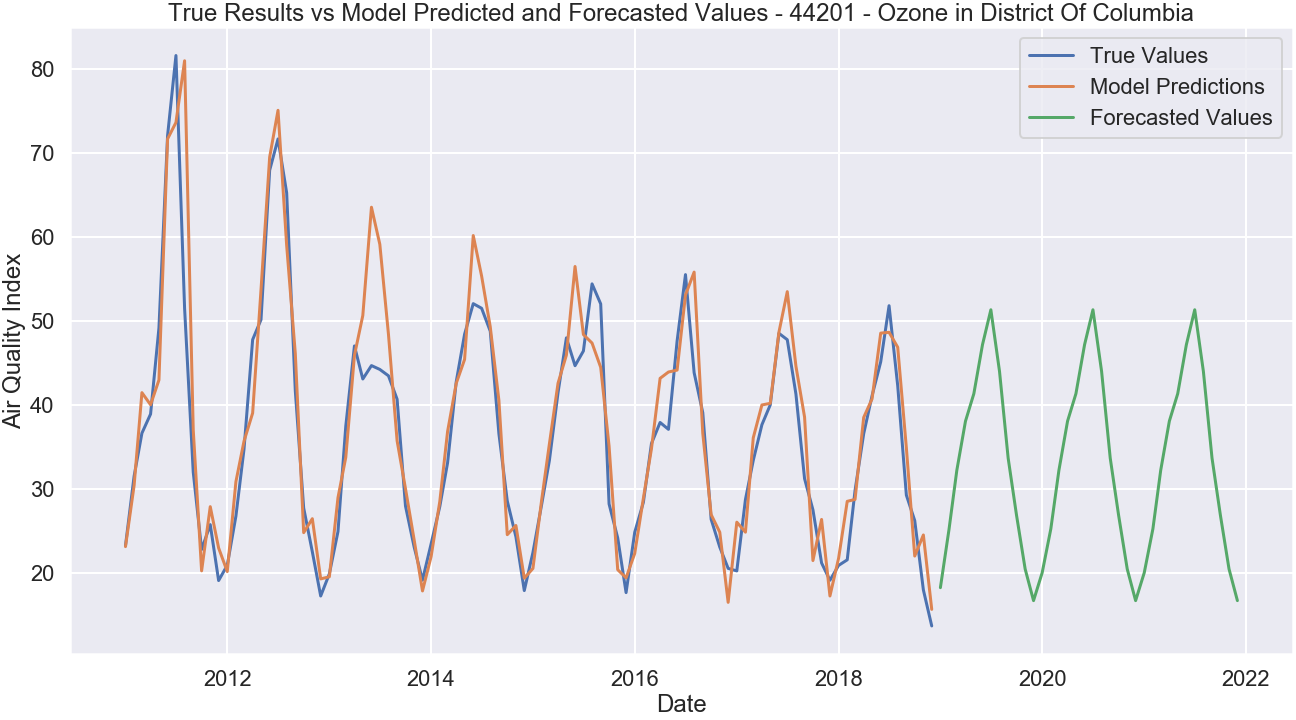 True Results vs Model Predicted and Forecasted Values - 44201 - Ozone in District Of Columbia
True Values
Model Predictions
Forecasted Values
Air Quality Index
80
70
60
50
40
30
20
2012
2014
2016
2018
2020
2022
Date